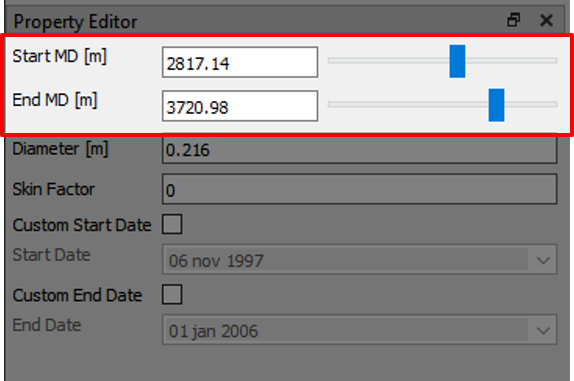 Property Editor
Start MD [m] 2817.14
End MD [m] 3720.98
Diameter [m] 0.216
Skin Factor 0
Custom Start Date
Start Date 06 nov 1997
Custom End Date
End Date 01 jan 2006